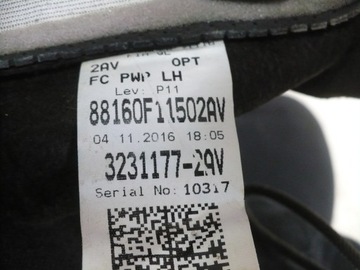 2AV OPT
FC PWP LH
Lev: P11
88160F11502AV
04 11.2016 18:05
3231177-29V
Serial No: 10317